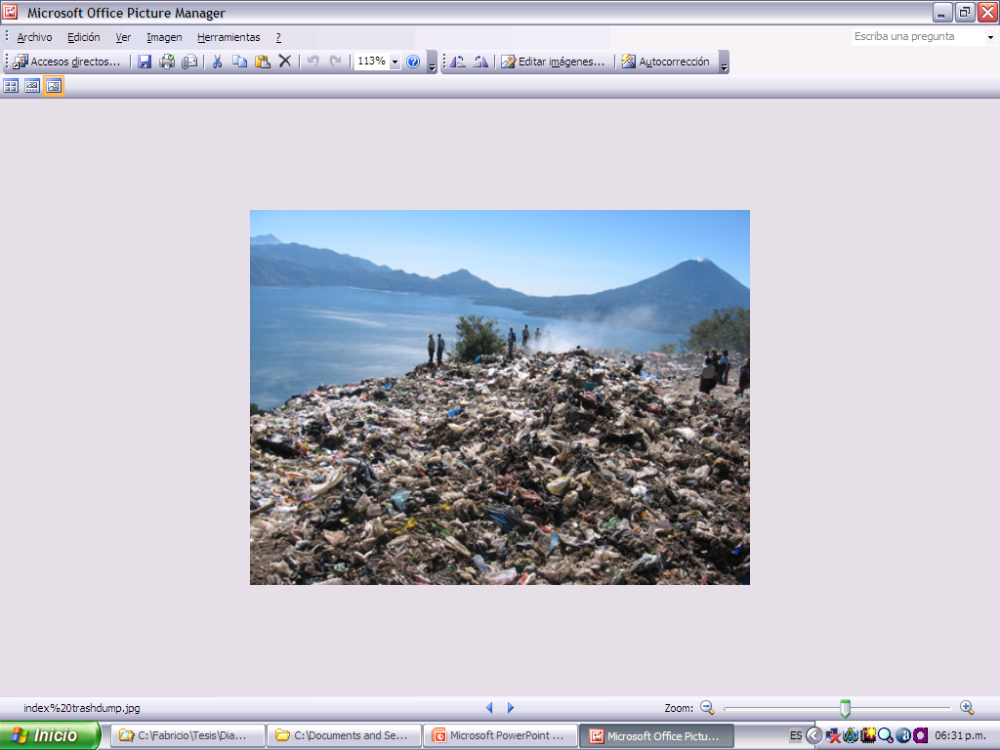 Microsoft Office Picture Manager
Archivo Edición Ver Imagen Herramientas ? Escriba una pregunta
Accesos directos... 113% Editar imágenes... Autocorrección
index%20trashdump.jpg Zoom:
Inicio C:\Fabricio\Tesis\Dia... C:\Documents and Se... Microsoft PowerPoint ... Microsoft Office Pictu... ES 06:31 p.m.